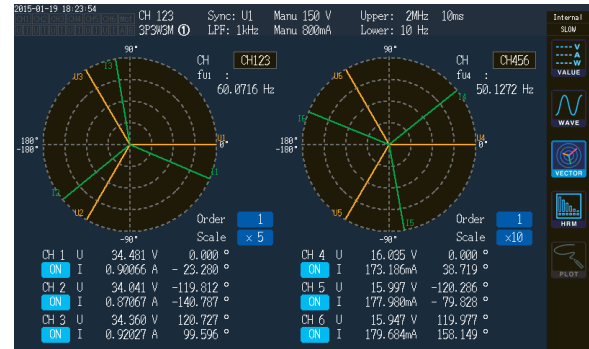 2015-01-19 18:23:54
CH 123 Sync: U1 Manu 150 V Upper: 2MHz 10ms
3P3W3M ① LPF: 1kHz Manu 800mA Lower: 10 Hz
Internal
SLOW
90°
CH CH123
fU1 :
60.0716 Hz
I3
U3
U1
180°
-180°
0°
I1
I2
U2
-90°
Order 1
Scale ×5
90°
CH CH456
fU4 :
50.1272 Hz
U6
I4
I6
U4
180°
-180°
0°
U5
I5
-90°
Order 1
Scale ×10
CH 1 U 34.481 V 0.000 °
ON I 0.90066 A - 23.280 °
CH 2 U 34.041 V -119.812 °
ON I 0.87067 A -140.787 °
CH 3 U 34.360 V 120.727 °
ON I 0.92027 A 99.596 °
CH 4 U 16.035 V 0.000 °
ON I 173.186mA 38.719 °
CH 5 U 15.997 V -120.286 °
ON I 177.980mA - 79.828 °
CH 6 U 15.947 V 119.977 °
ON I 179.684mA 158.149 °
V
A
W
VALUE
WAVE
VECTOR
HRM
PLOT